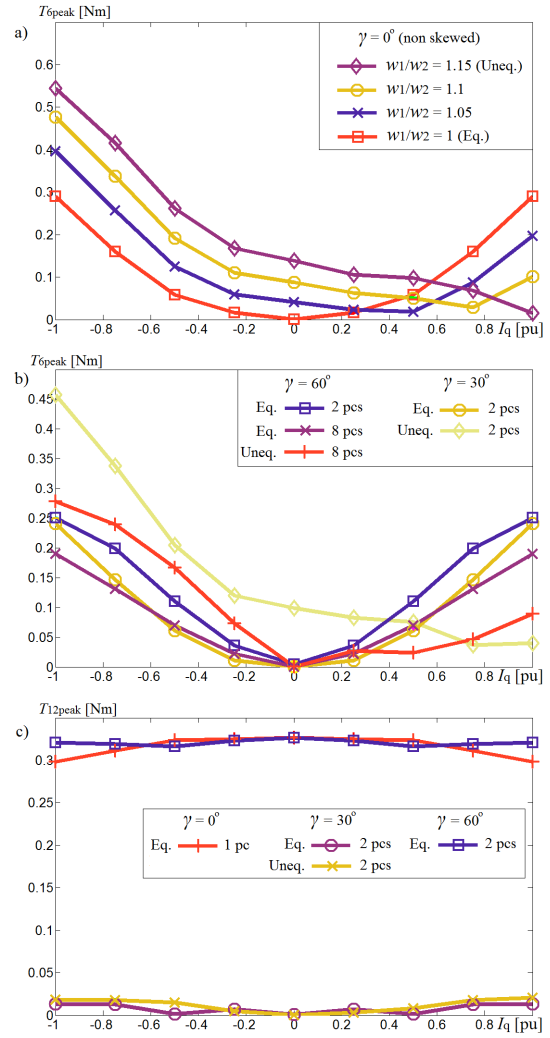 T6peak [Nm]
a)
γ = 0° (non skewed)
w1/w2 = 1.15 (Uneq.)
w1/w2 = 1.1
w1/w2 = 1.05
w1/w2 = 1 (Eq.)
0.6
0.5
0.4
0.3
0.2
0.1
0
-1 -0.8 -0.6 -0.4 -0.2 0 0.2 0.4 0.6 0.8 Iq [pu]
T6peak [Nm]
b)
γ = 60° γ = 30°
Eq. 2 pcs Eq. 2 pcs
Eq. 8 pcs Uneq. 2 pcs
Uneq. 8 pcs
0.45
0.4
0.35
0.3
0.25
0.2
0.15
0.1
0.05
0
-1 -0.8 -0.6 -0.4 -0.2 0 0.2 0.4 0.6 0.8 Iq [pu]
T12peak [Nm]
c)
0.3
0.25
0.2
γ = 0° γ = 30° γ = 60°
Eq. 1 pc Eq. 2 pcs Eq. 2 pcs
Uneq. 2 pcs
0.15
0.1
0.05
0
-1 -0.8 -0.6 -0.4 -0.2 0 0.2 0.4 0.6 0.8 Iq [pu]